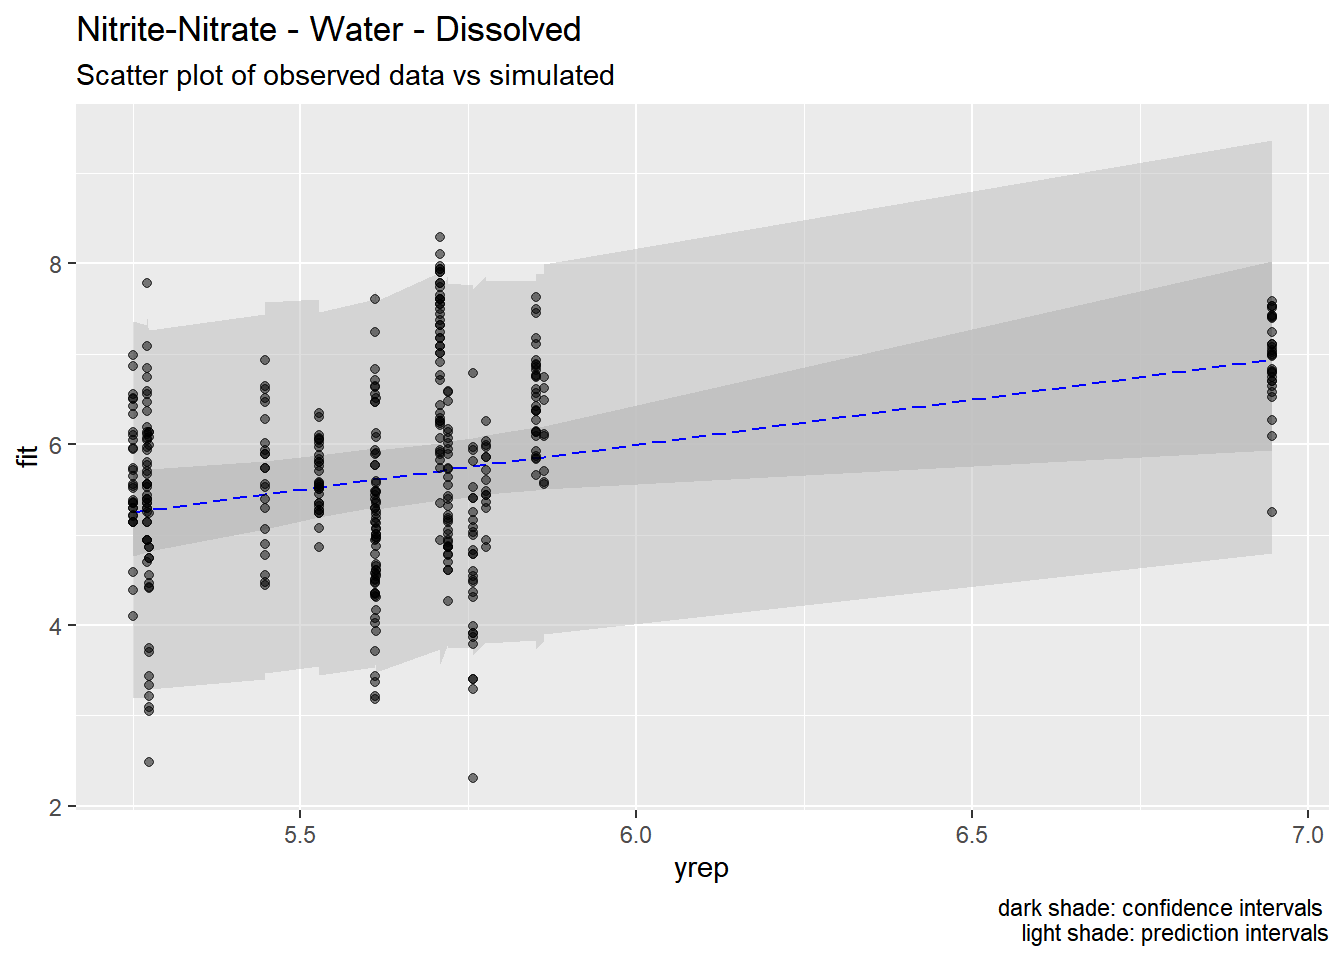 Nitrite-Nitrate - Water - Dissolved
Scatter plot of observed data vs simulated
fit
8
6
4
2
5.5 6.0 6.5 7.0
yrep
dark shade: confidence intervals
light shade: prediction intervals